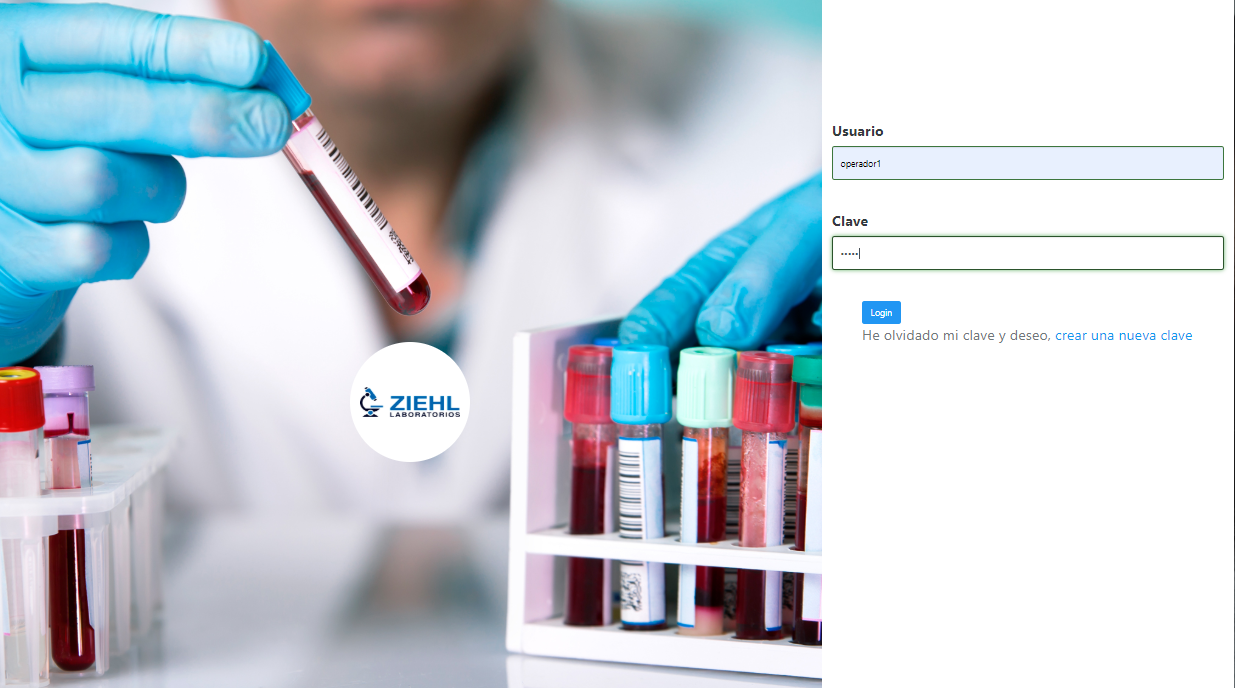 Usuario
operador1
Clave
•••••
Login
He olvidado mi clave y deseo, crear una nueva clave
ZIEHL
LABORATORIOS